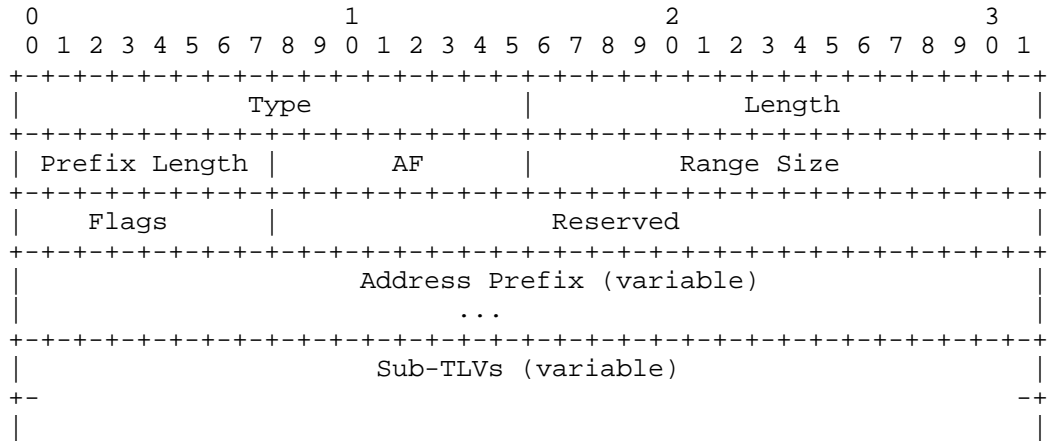 0                   1                   2                   3
 0 1 2 3 4 5 6 7 8 9 0 1 2 3 4 5 6 7 8 9 0 1 2 3 4 5 6 7 8 9 0 1
+-+-+-+-+-+-+-+-+-+-+-+-+-+-+-+-+-+-+-+-+-+-+-+-+-+-+-+-+-+-+-+-+
|              Type             |             Length            |
+-+-+-+-+-+-+-+-+-+-+-+-+-+-+-+-+-+-+-+-+-+-+-+-+-+-+-+-+-+-+-+-+
| Prefix Length |       AF      |         Range Size            |
+-+-+-+-+-+-+-+-+-+-+-+-+-+-+-+-+-+-+-+-+-+-+-+-+-+-+-+-+-+-+-+-+
|    Flags      |                 Reserved                      |
+-+-+-+-+-+-+-+-+-+-+-+-+-+-+-+-+-+-+-+-+-+-+-+-+-+-+-+-+-+-+-+-+
|                     Address Prefix (variable)                 |
|                           ...                                 |
+-+-+-+-+-+-+-+-+-+-+-+-+-+-+-+-+-+-+-+-+-+-+-+-+-+-+-+-+-+-+-+-+
|                      Sub-TLVs (variable)                      |
+-                                                             -+
|                                                               |